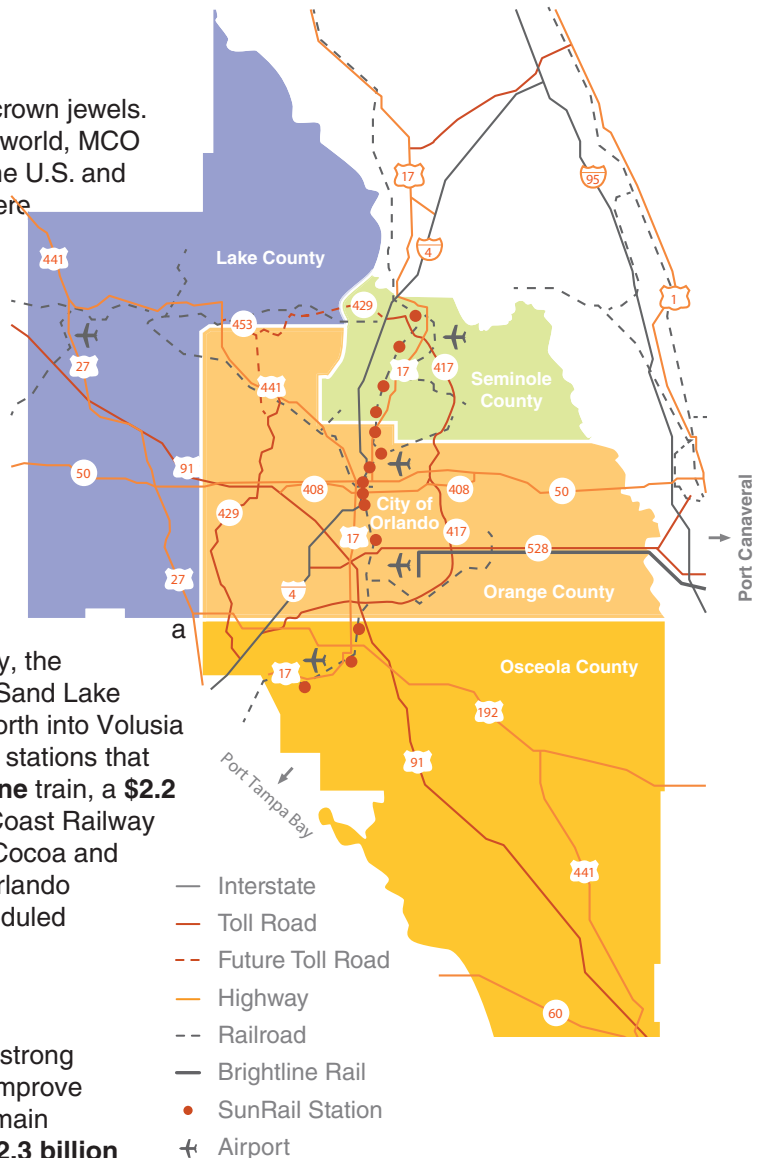 crown jewels.
world, MCO
he U.S. and
ere
441
Lake County
17
95
4
1
429
453
27
441
17
417
Seminole
County
50
91
408
City of
Orlando
408
50
429
17
417
528
Port Canaveral
27
4
Orange County
a
y, the
Sand Lake
orth into Volusia
stations that
ne train, a $2.2
Coast Railway
Cocoa and
rlando
duled
17
Osceola County
192
Port Tampa Bay
91
441
60
Interstate
Toll Road
Future Toll Road
Highway
Railroad
Brightline Rail
SunRail Station
Airport
strong
mprove
main
2.3 billion